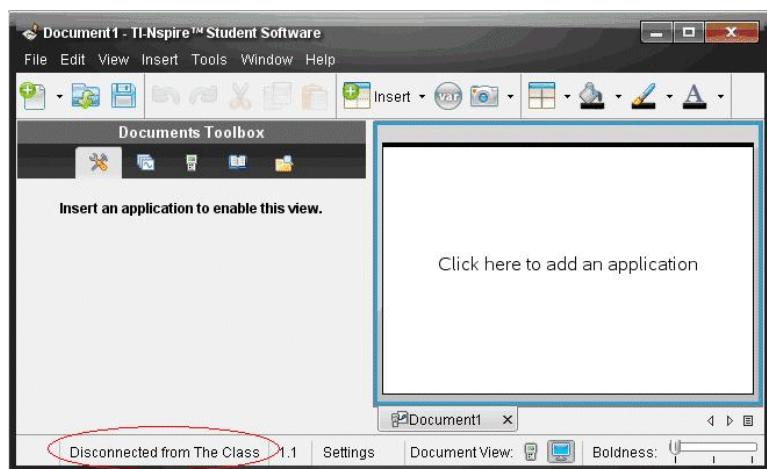 Document1 - TI-Nspire™ Student Software
File Edit View Insert Tools Window Help
Insert var A
Documents Toolbox
Insert an application to enable this view.
Click here to add an application
Document1 X
Disconnected from The Class 1.1 Settings Document View: Boldness: